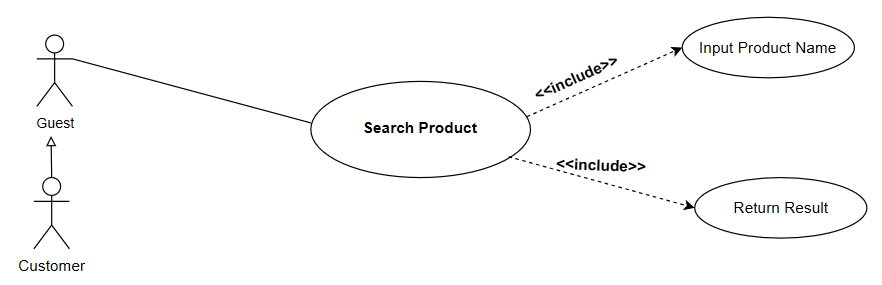 Guest
Customer
Search Product
<<include>>
Input Product Name
<<include>>
Return Result